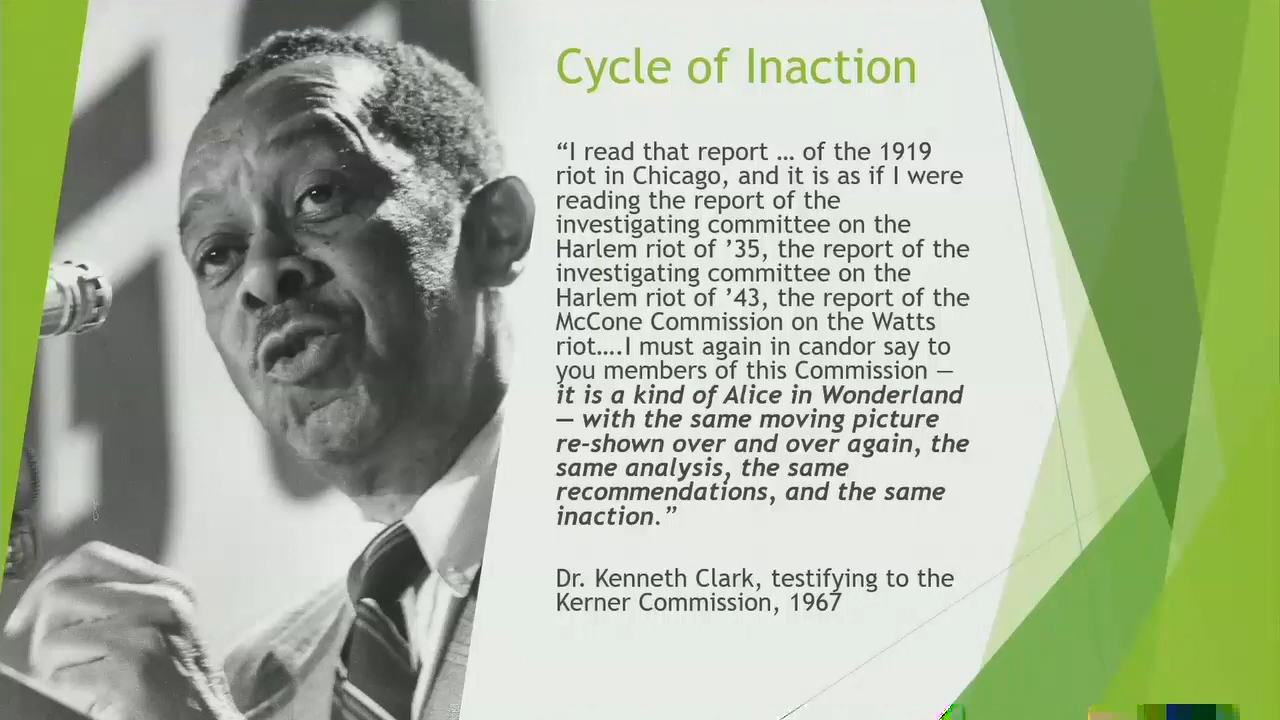 Cycle of Inaction
“I read that report … of the 1919
riot in Chicago, and it is as if I were
reading the report of the
investigating committee on the
Harlem riot of ’35, the report of the
investigating committee on the
Harlem riot of ’43, the report of the
McCone Commission on the Watts
riot….I must again in candor say to
you members of this Commission —
it is a kind of Alice in Wonderland
— with the same moving picture
re-shown over and over again, the
same analysis, the same
recommendations, and the same
inaction.”
Dr. Kenneth Clark, testifying to the
Kerner Commission, 1967